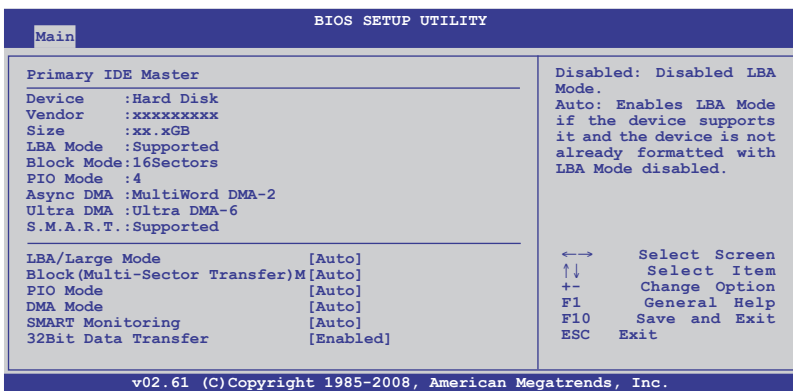 BIOS SETUP UTILITY
Main
Primary IDE Master
Device :Hard Disk
Vendor :xxxxxxxxx
Size :xx.xGB
LBA Mode :Supported
Block Mode:16Sectors
PIO Mode :4
Async DMA :MultiWord DMA-2
Ultra DMA :Ultra DMA-6
S.M.A.R.T.:Supported
LBA/Large Mode [Auto]
Block(Multi-Sector Transfer)M[Auto]
PIO Mode [Auto]
DMA Mode [Auto]
SMART Monitoring [Auto]
32Bit Data Transfer [Enabled]
Disabled: Disabled LBA
Mode.
Auto: Enables LBA Mode
if the device supports
it and the device is not
already formatted with
LBA Mode disabled.
←→ Select Screen
↑↓ Select Item
+- Change Option
F1 General Help
F10 Save and Exit
ESC Exit
v02.61 (C)Copyright 1985-2008, American Megatrends, Inc.